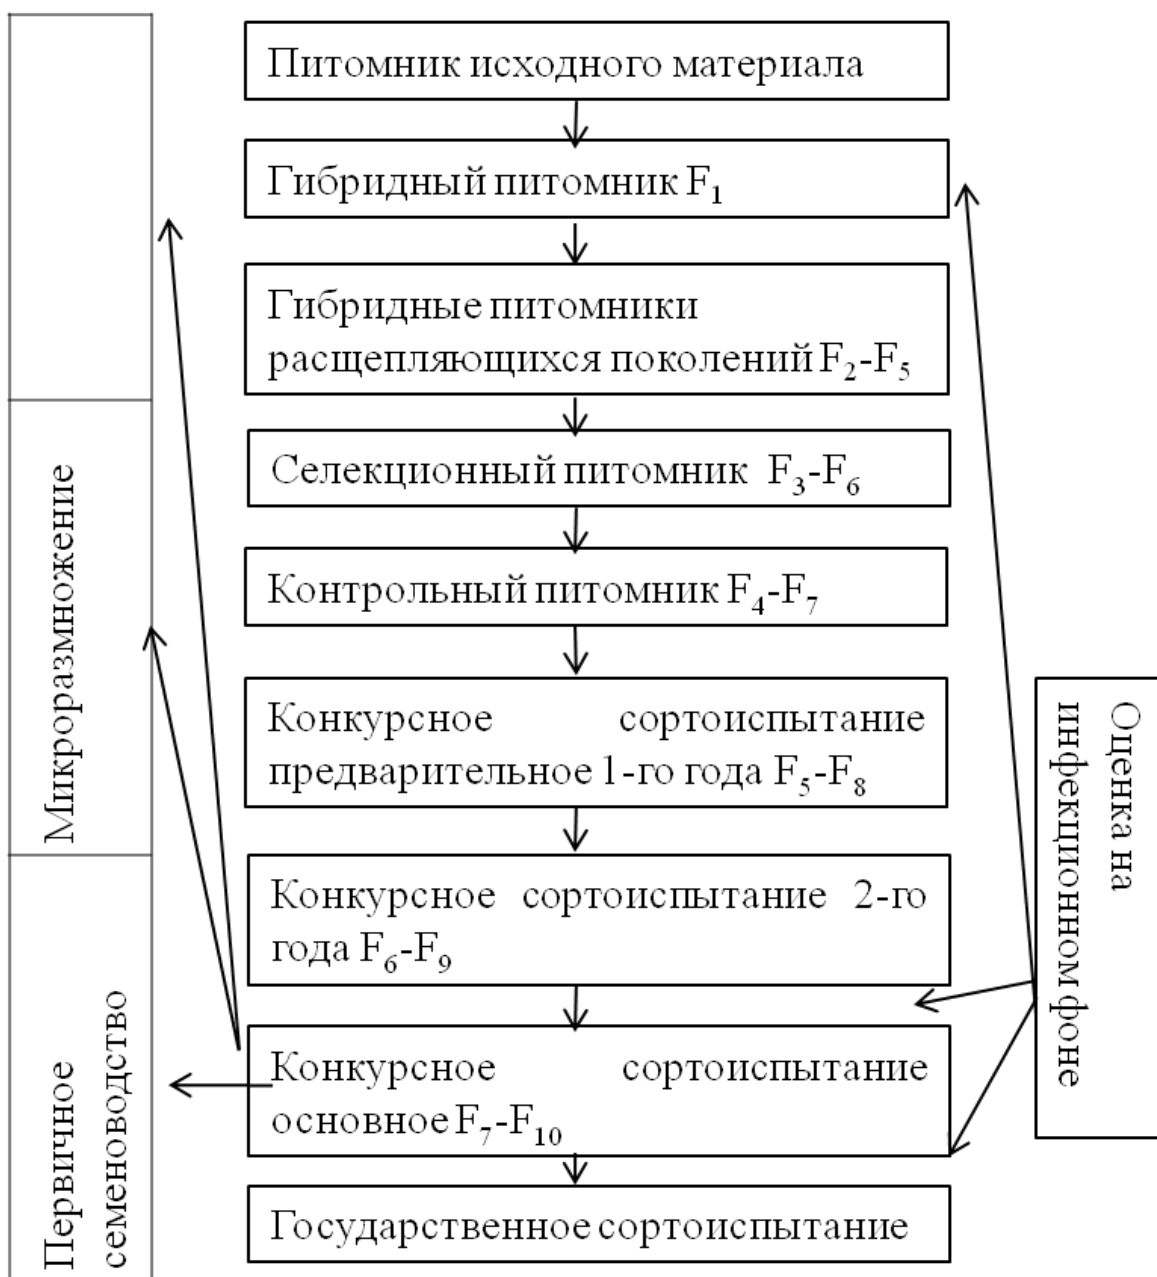 Питомник исходного материала
Гибридный питомник F₁
Гибридные питомники
расщепляющихся поколений F₂-F₅
Селекционный питомник F₃-F₆
Контрольный питомник F₄-F₇
Конкурсное сортоиспытание
предварительное 1-го года F₅-F₈
Конкурсное сортоиспытание 2-го
года F₆-F₉
Конкурсное сортоиспытание
основное F₇-F₁₀
Государственное сортоиспытание
Микроразмножение
Первичное
семеноводство
Оценка на
инфекционном фоне